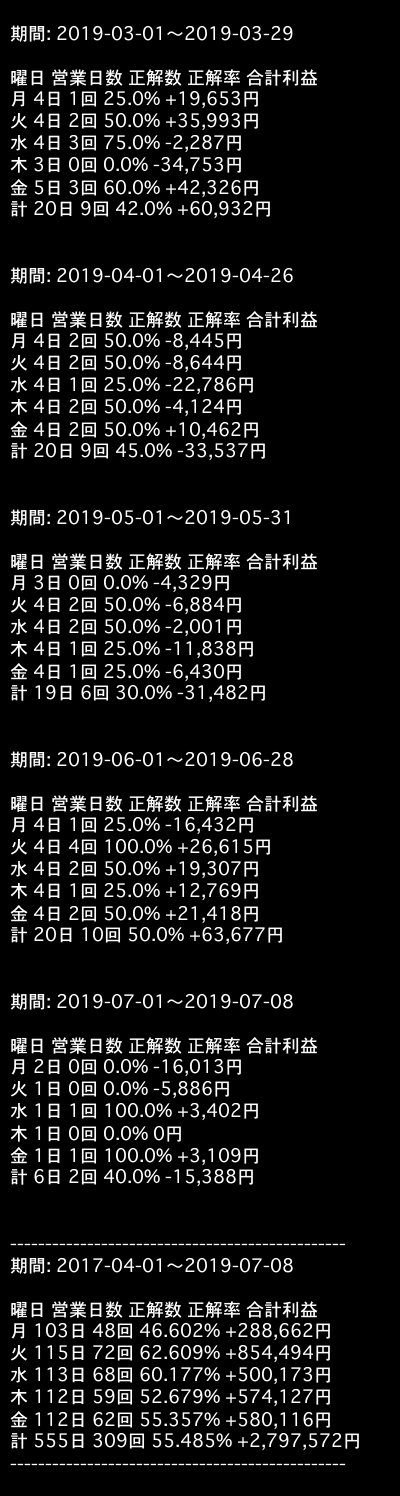 期間: 2019-03-01～2019-03-29
曜日 営業日数 正解数 正解率 合計利益
月 4日 1回 25.0% +19,653円
火 4日 2回 50.0% +35,993円
水 4日 3回 75.0% -2,287円
木 3日 0回 0.0% -34,753円
金 5日 3回 60.0% +42,326円
計 20日 9回 42.0% +60,932円
期間: 2019-04-01～2019-04-26
曜日 営業日数 正解数 正解率 合計利益
月 4日 2回 50.0% -8,445円
火 4日 2回 50.0% -8,644円
水 4日 1回 25.0% -22,786円
木 4日 2回 50.0% -4,124円
金 4日 2回 50.0% +10,462円
計 20日 9回 45.0% -33,537円
期間: 2019-05-01～2019-05-31
曜日 営業日数 正解数 正解率 合計利益
月 3日 0回 0.0% -4,329円
火 4日 2回 50.0% -6,884円
水 4日 2回 50.0% -2,001円
木 4日 1回 25.0% -11,838円
金 4日 1回 25.0% -6,430円
計 19日 6回 30.0% -31,482円
期間: 2019-06-01～2019-06-28
曜日 営業日数 正解数 正解率 合計利益
月 4日 1回 25.0% -16,432円
火 4日 4回 100.0% +26,615円
水 4日 2回 50.0% +19,307円
木 4日 1回 25.0% +12,769円
金 4日 2回 50.0% +21,418円
計 20日 10回 50.0% +63,677円
期間: 2019-07-01～2019-07-08
曜日 営業日数 正解数 正解率 合計利益
月 2日 0回 0.0% -16,013円
火 1日 0回 0.0% -5,886円
水 1日 1回 100.0% +3,402円
木 1日 0回 0.0% 0円
金 1日 1回 100.0% +3,109円
計 6日 2回 40.0% -15,388円
------------------------------------------------
期間: 2017-04-01～2019-07-08
曜日 営業日数 正解数 正解率 合計利益
月 103日 48回 46.602% +288,662円
火 115日 72回 62.609% +854,494円
水 113日 68回 60.177% +500,173円
木 112日 59回 52.679% +574,127円
金 112日 62回 55.357% +580,116円
計 555日 309回 55.485% +2,797,572円
------------------------------------------------